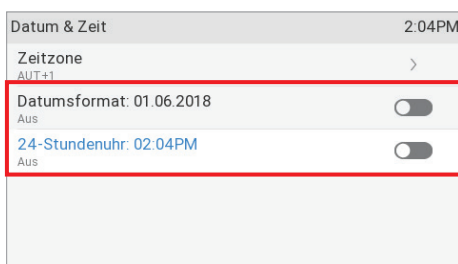 Datum & Zeit 2:04PM
Zeitzone
AUT+1
Datumsformat: 01.06.2018
Aus
24-Stundenuhr: 02:04PM
Aus